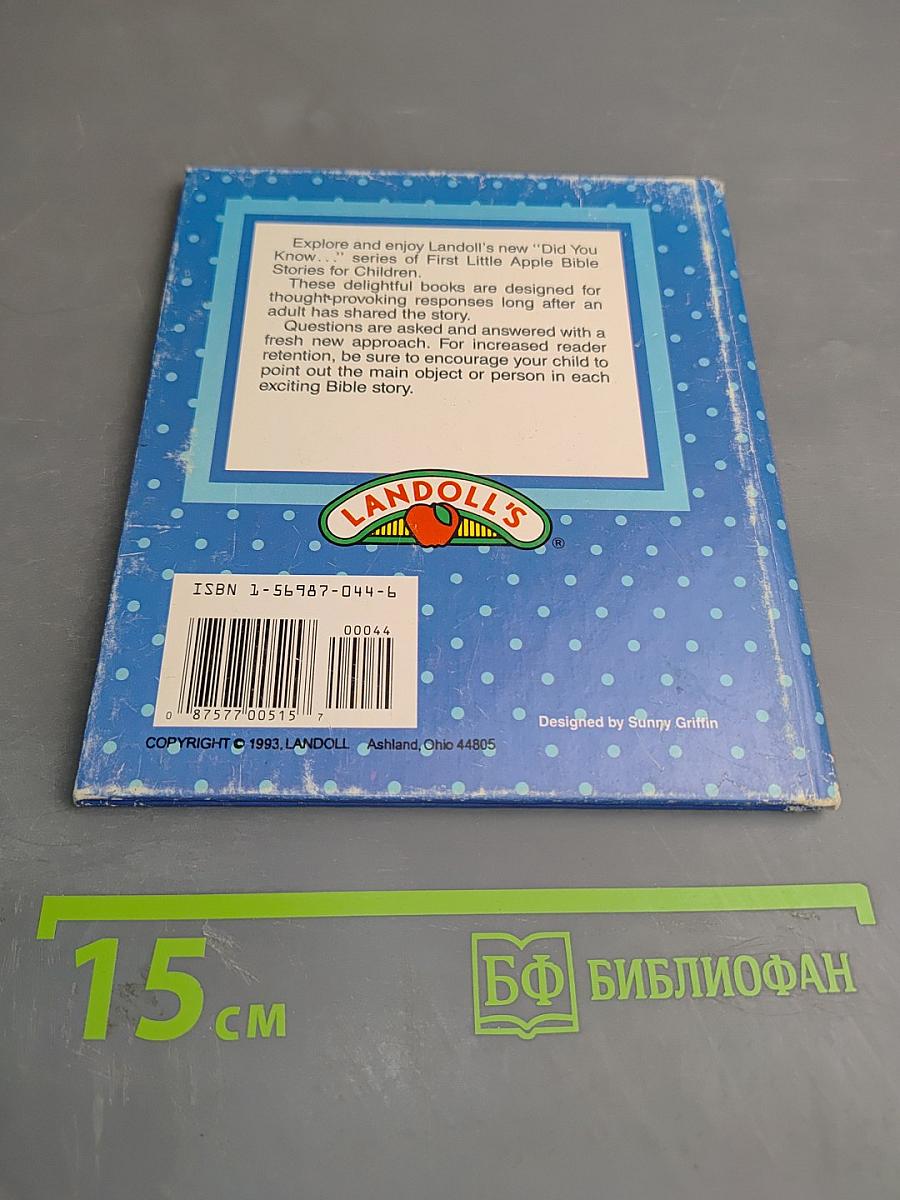 Explore and enjoy Landoll's new "Did You
Know..." series of First Little Apple Bible
Stories for Children.
These delightful books are designed for
thought-provoking responses long after an
adult has shared the story.
Questions are asked and answered with a
fresh new approach. For increased reader
retention, be sure to encourage your child to
point out the main object or person in each
exciting Bible story.
LANDOLL'S
®
ISBN 1-56987-044-6
00044
0 87577 00515 7
Designed by Sunny Griffin
COPYRIGHT © 1993, LANDOLL Ashland, Ohio 44805
15 см
БФ БИБЛИОФАН